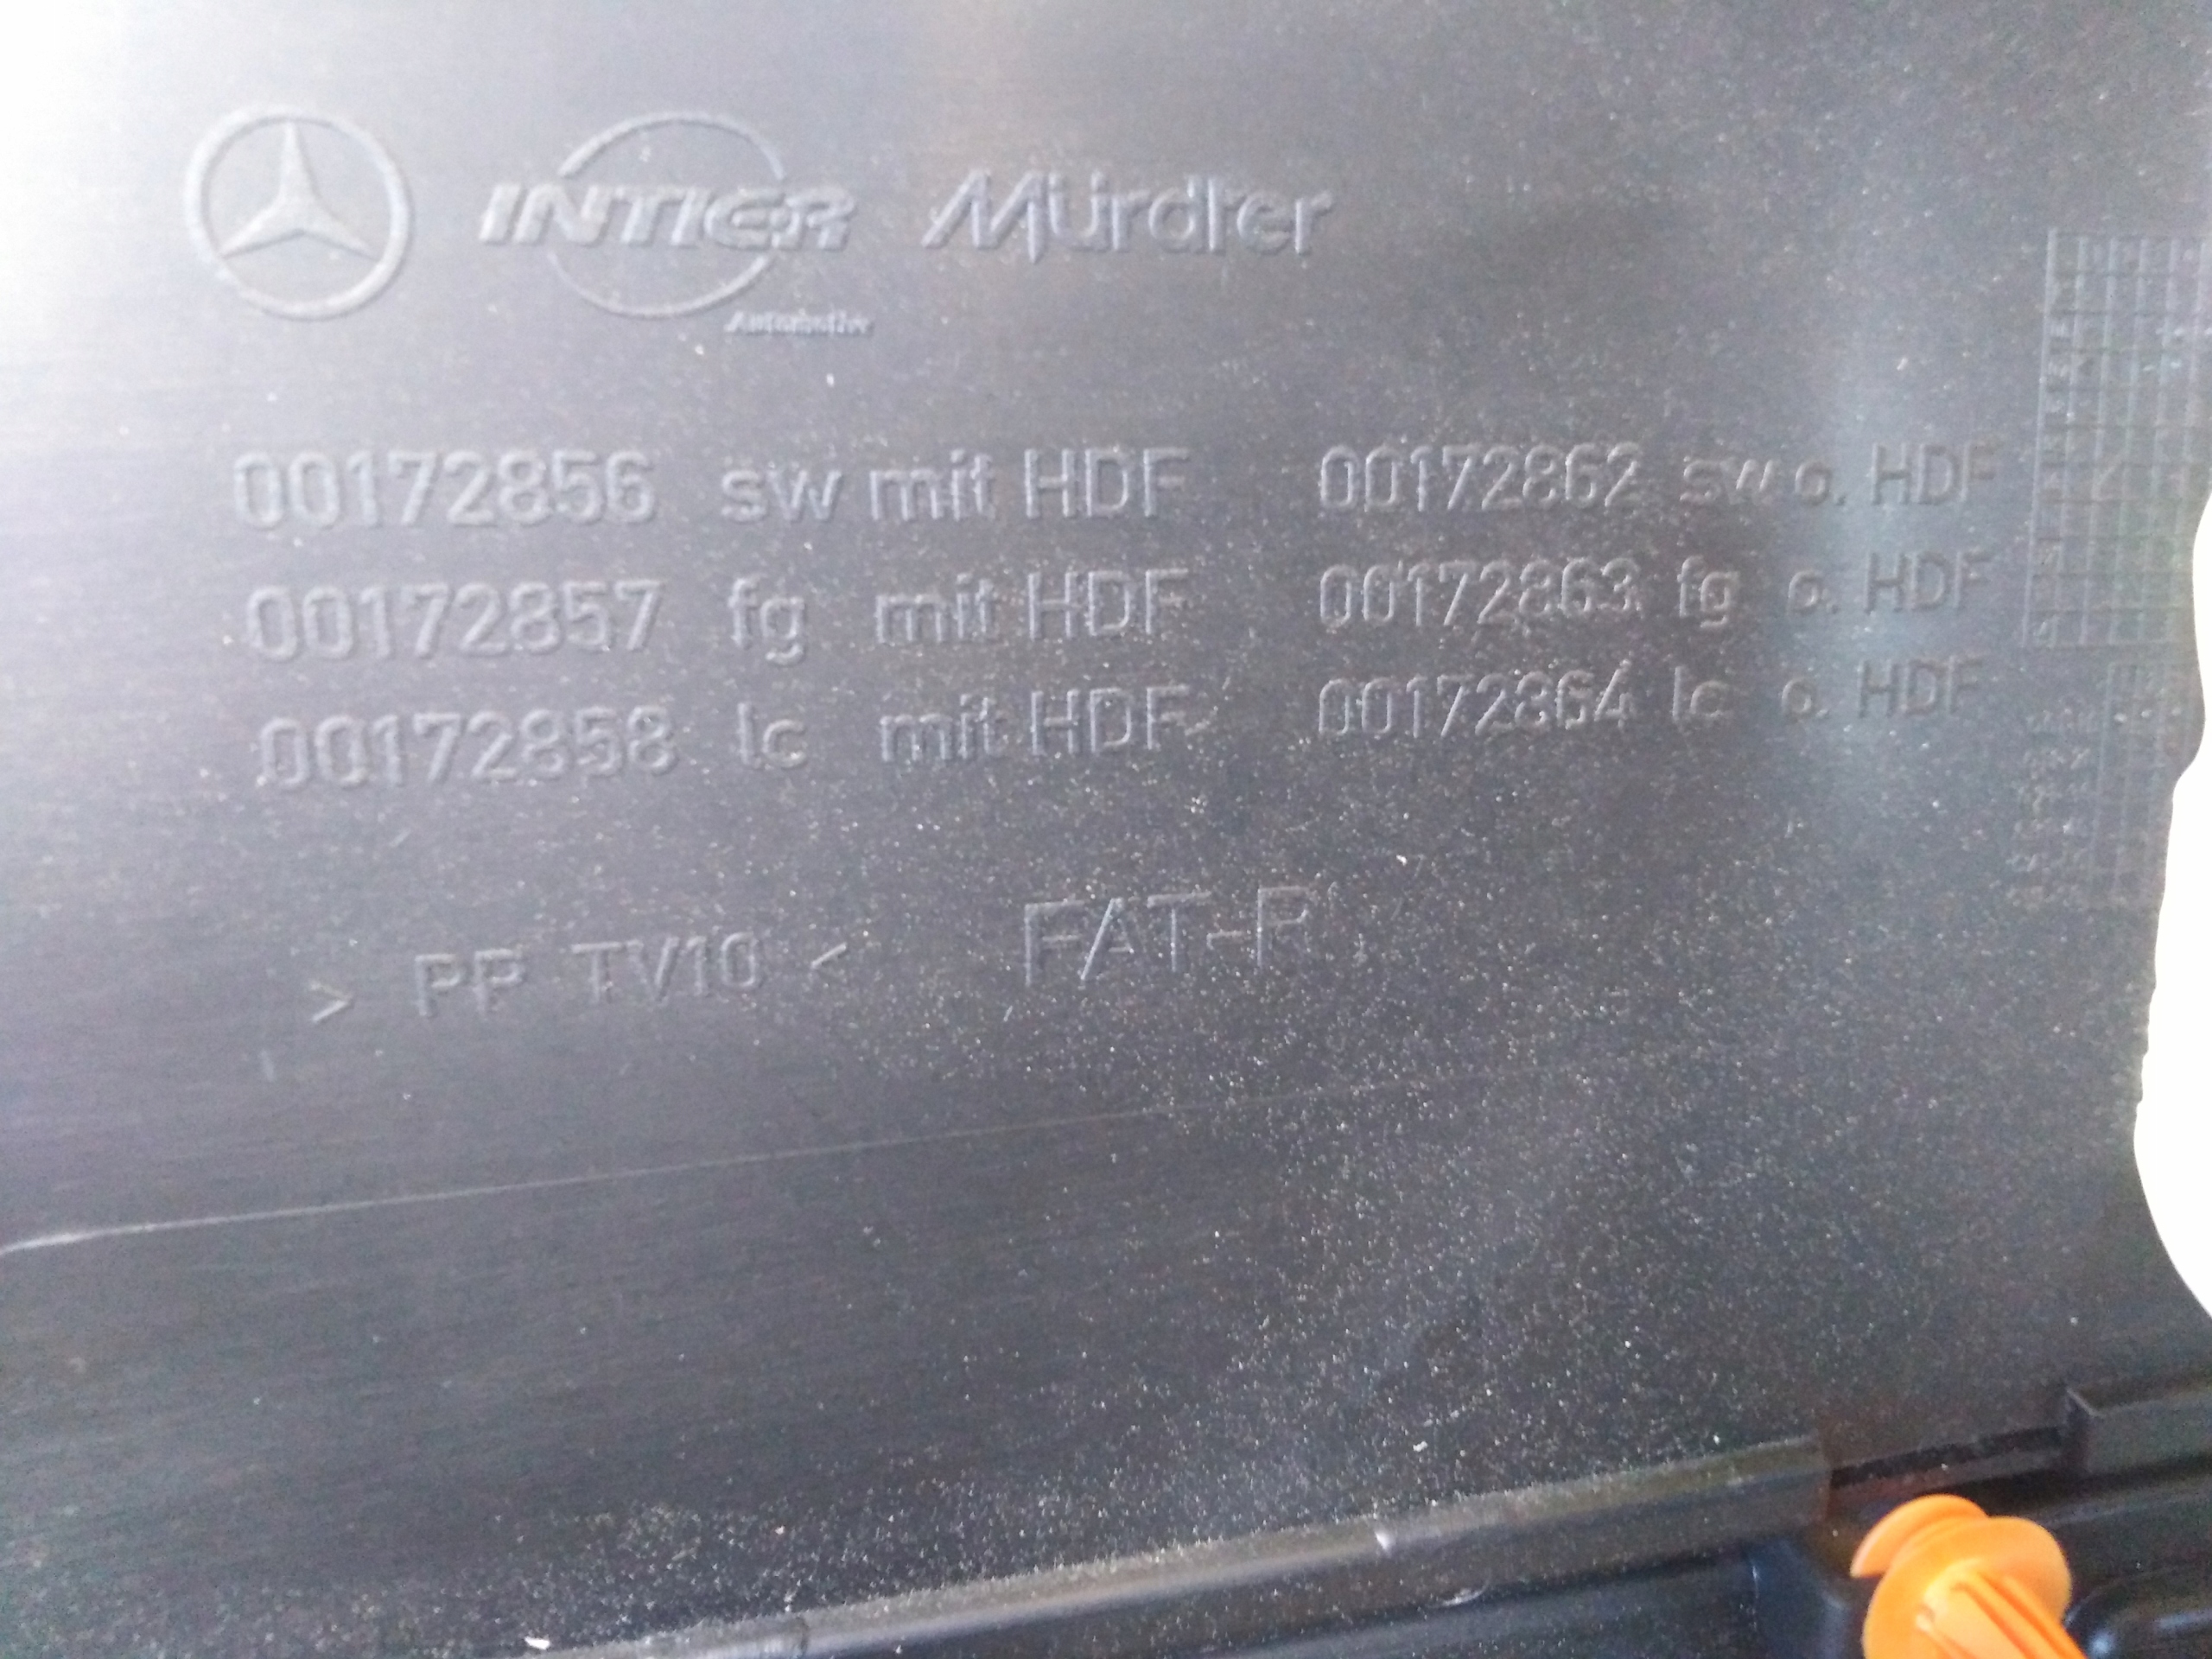 INTIER Mürdter
Automotive
00172856 sw mit HDF 00172862 sw o. HDF
00172857 fg mit HDF 00172863 fg o. HDF
00172858 lc mit HDF 00172864 lc o. HDF
> PP TV10 < FAT-R